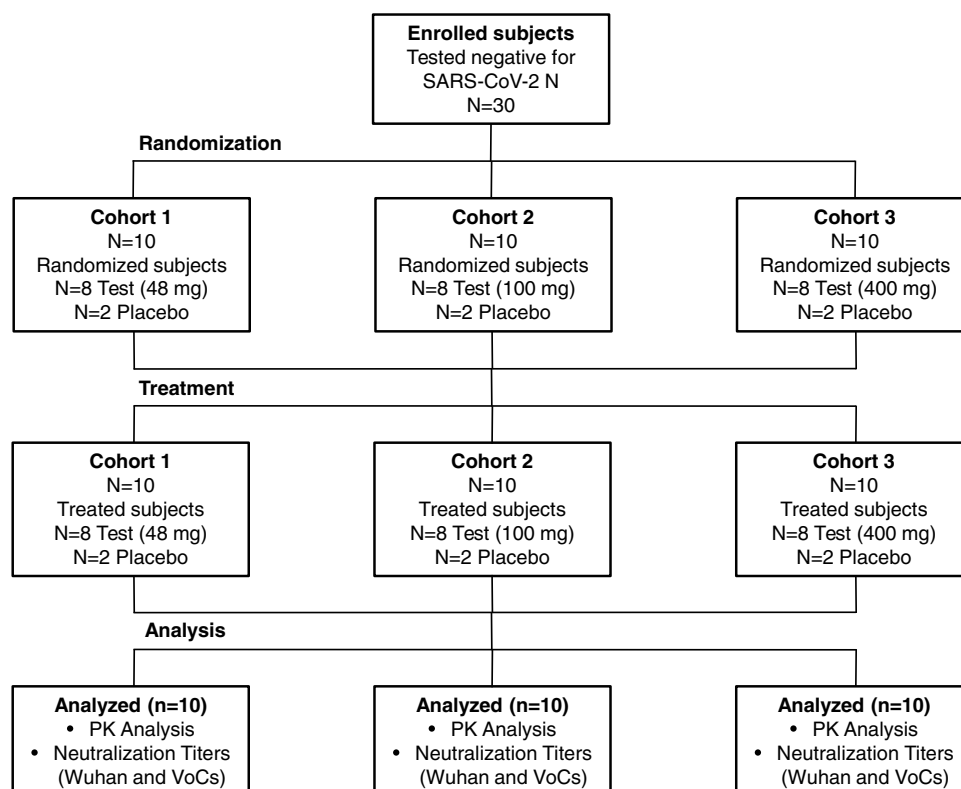 Enrolled subjects
Tested negative for
SARS-CoV-2 N
N=30
Randomization
Cohort 1
N=10
Randomized subjects
N=8 Test (48 mg)
N=2 Placebo
Cohort 2
N=10
Randomized subjects
N=8 Test (100 mg)
N=2 Placebo
Cohort 3
N=10
Randomized subjects
N=8 Test (400 mg)
N=2 Placebo
Treatment
Cohort 1
N=10
Treated subjects
N=8 Test (48 mg)
N=2 Placebo
Cohort 2
N=10
Treated subjects
N=8 Test (100 mg)
N=2 Placebo
Cohort 3
N=10
Treated subjects
N=8 Test (400 mg)
N=2 Placebo
Analysis
Analyzed (n=10)
• PK Analysis
• Neutralization Titers
(Wuhan and VoCs)
Analyzed (n=10)
• PK Analysis
• Neutralization Titers
(Wuhan and VoCs)
Analyzed (n=10)
• PK Analysis
• Neutralization Titers
(Wuhan and VoCs)